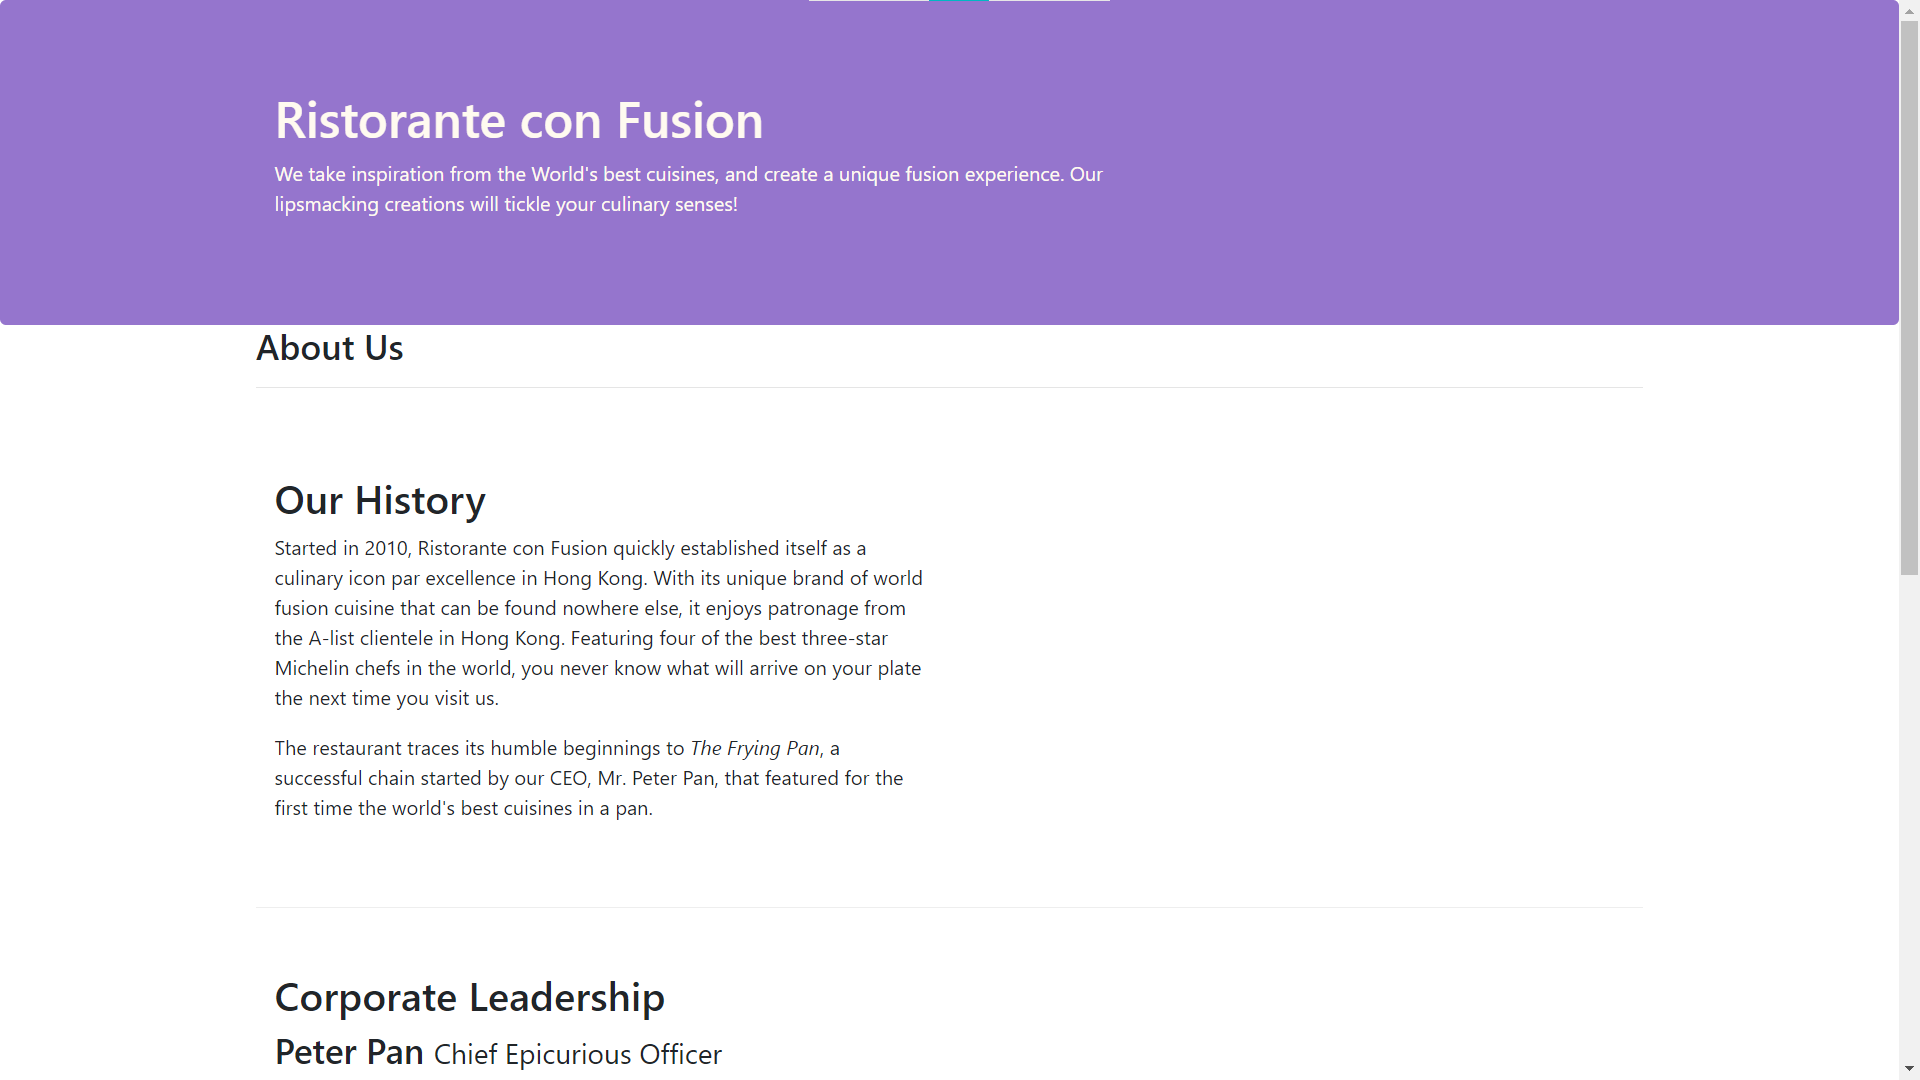 Ristorante con Fusion
We take inspiration from the World's best cuisines, and create a unique fusion experience. Our
lipsmacking creations will tickle your culinary senses!
About Us
Our History
Started in 2010, Ristorante con Fusion quickly established itself as a
culinary icon par excellence in Hong Kong. With its unique brand of world
fusion cuisine that can be found nowhere else, it enjoys patronage from
the A-list clientele in Hong Kong. Featuring four of the best three-star
Michelin chefs in the world, you never know what will arrive on your plate
the next time you visit us.
The restaurant traces its humble beginnings to The Frying Pan, a
successful chain started by our CEO, Mr. Peter Pan, that featured for the
first time the world's best cuisines in a pan.
Corporate Leadership
Peter Pan Chief Epicurious Officer